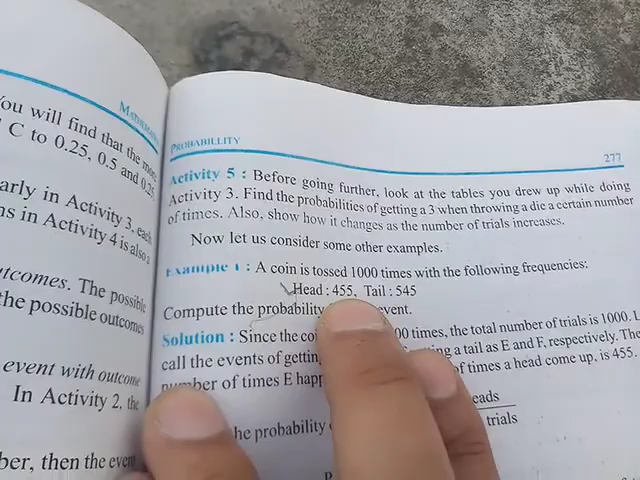 MATHEMA
You will find that the more
C to 0.25, 0.5 and 0.25
arly in Activity 3, each
ns in Activity 4 is also a
utcomes. The possible
the possible outcomes
event with outcome
In Activity 2, the
ber, then the event
PROBABILLITY 277
Activity 5 : Before going further, look at the tables you drew up while doing
Activity 3. Find the probabilities of getting a 3 when throwing a die a certain number
of times. Also, show how it changes as the number of trials increases.
Now let us consider some other examples.
Example 1 : A coin is tossed 1000 times with the following frequencies:
Head : 455, Tail : 545
Compute the probability event.
Solution : Since the co 00 times, the total number of trials is 1000. L
call the events of getting ting a tail as E and F, respectively. The
number of times E happ of times a head come up, is 455.
eads
he probability trials
P